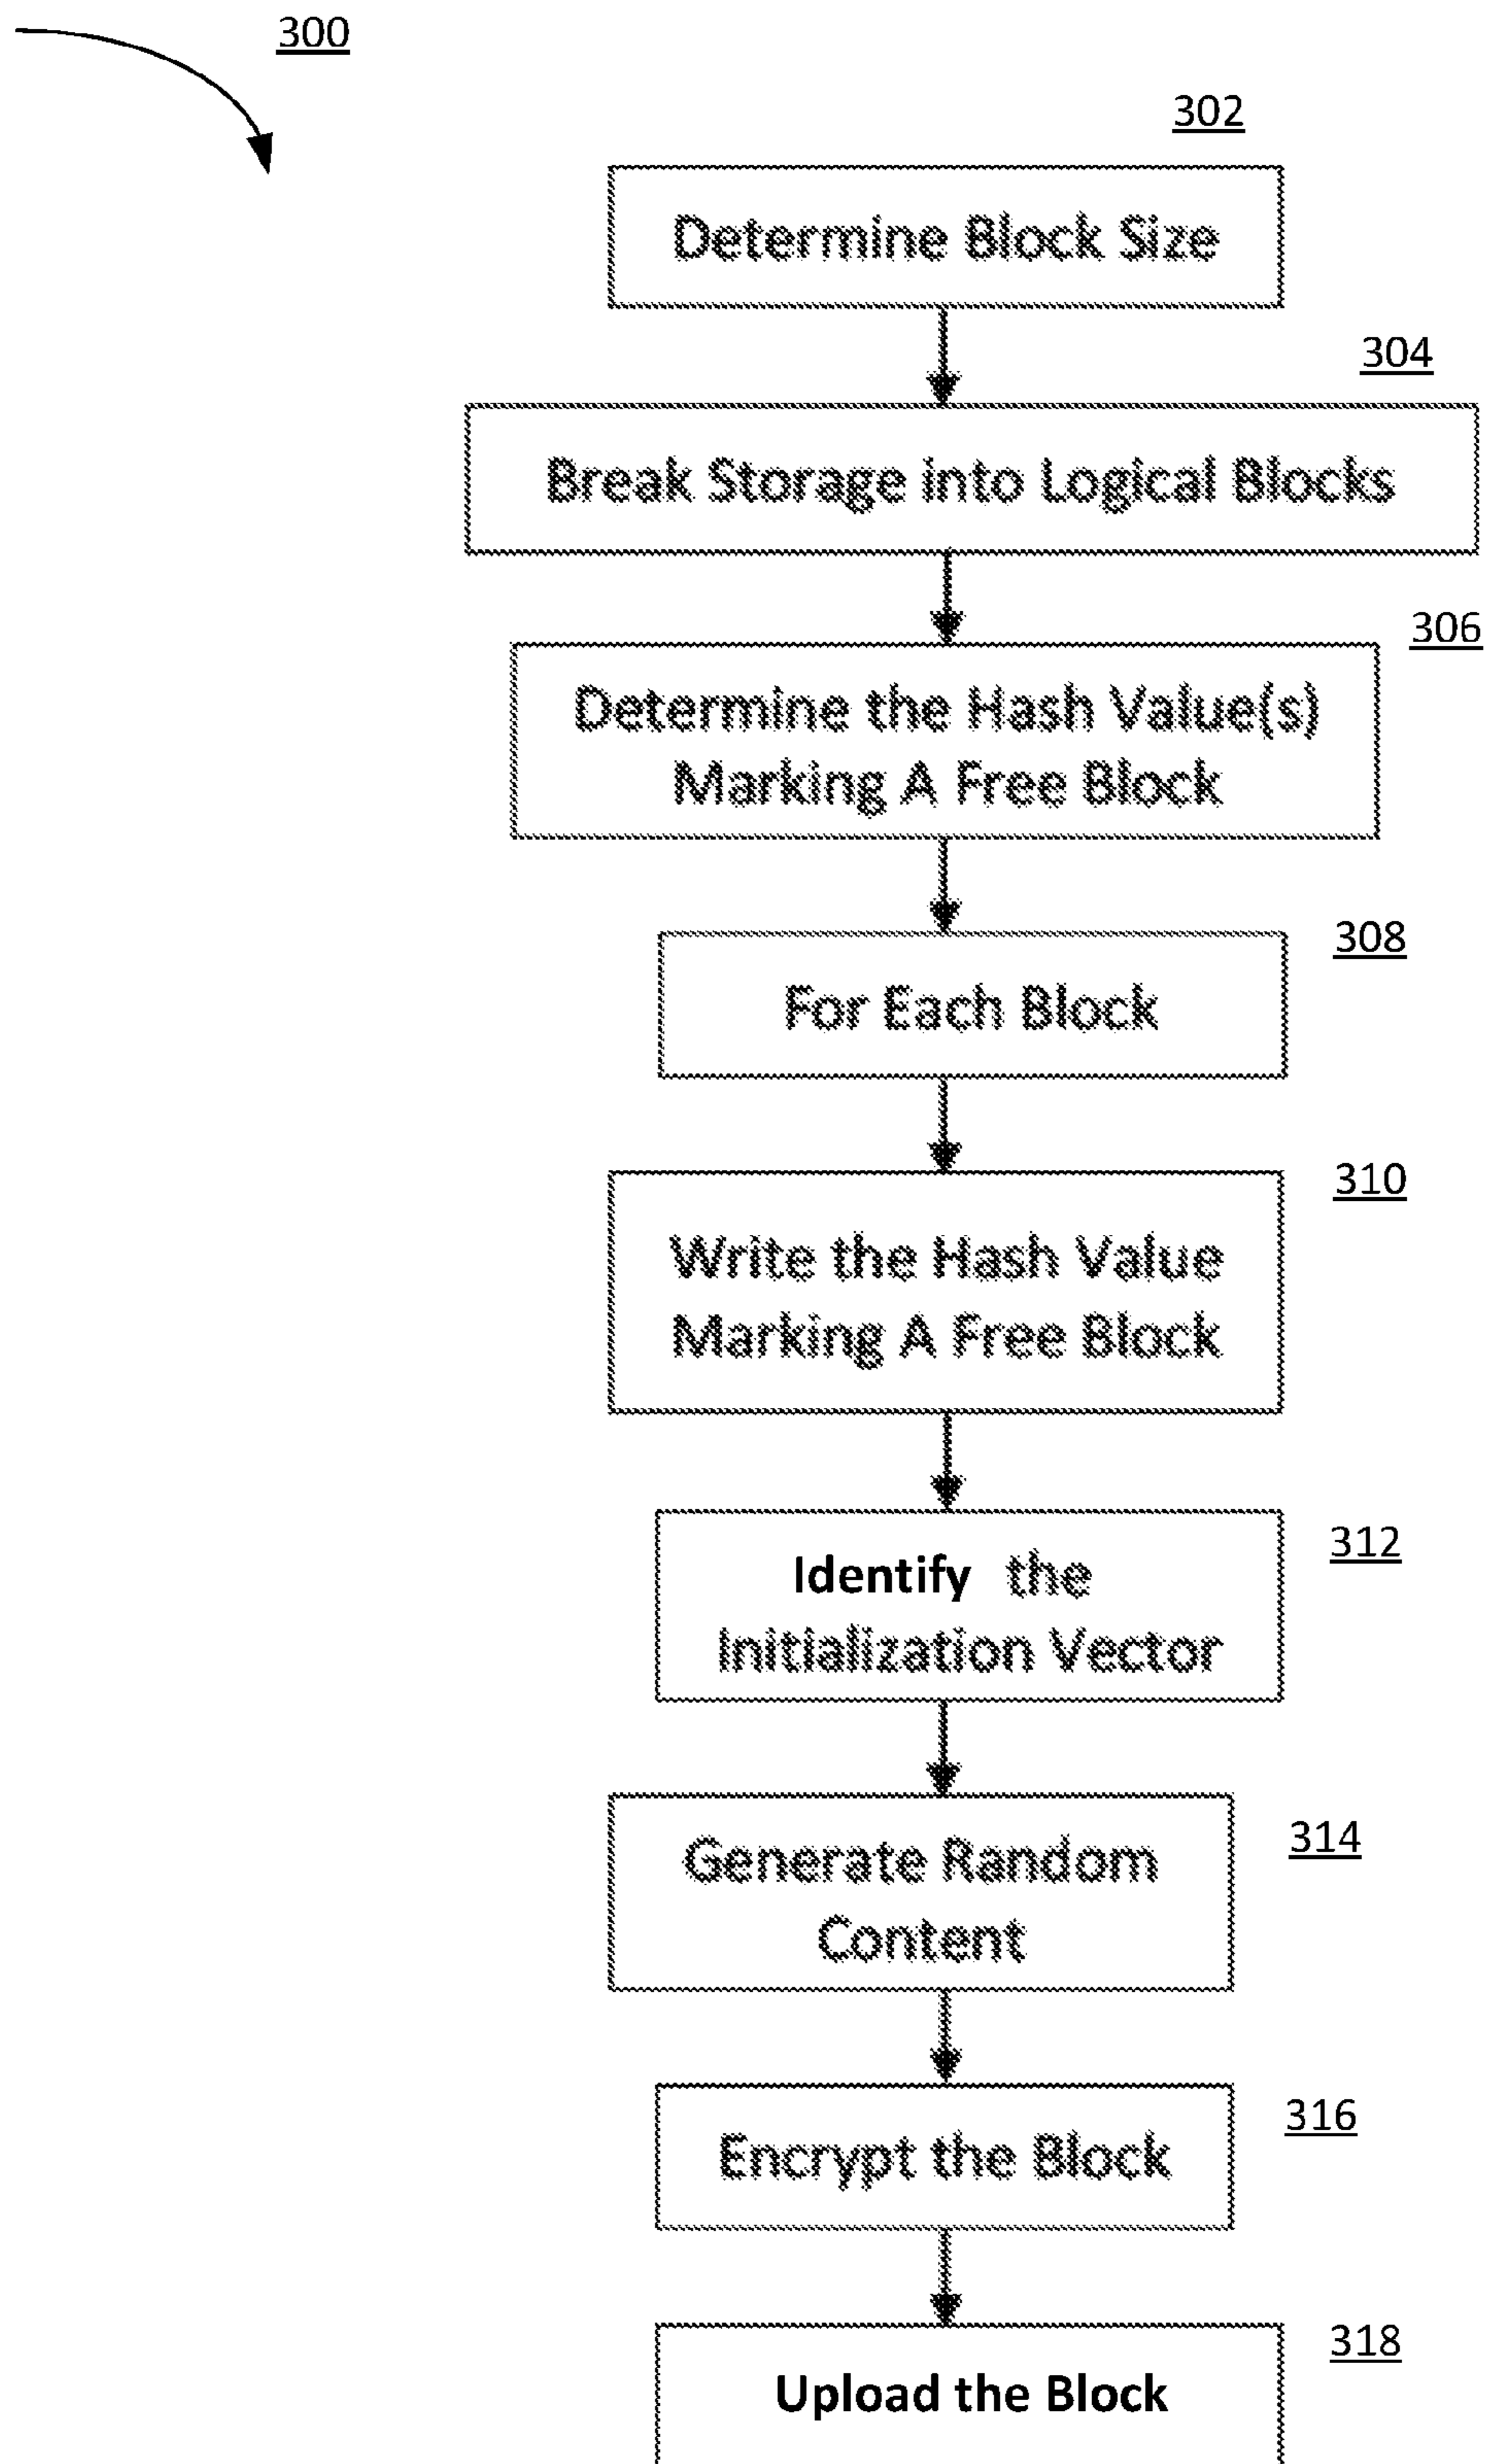 300
302
Determine Block Size
304
Break Storage into Logical Blocks
306
Determine the Hash Value(s)
Marking A Free Block
308
For Each Block
310
Write the Hash Value
Marking A Free Block
312
Identify the
Initialization Vector
314
Generate Random
Content
316
Encrypt the Block
318
Upload the Block